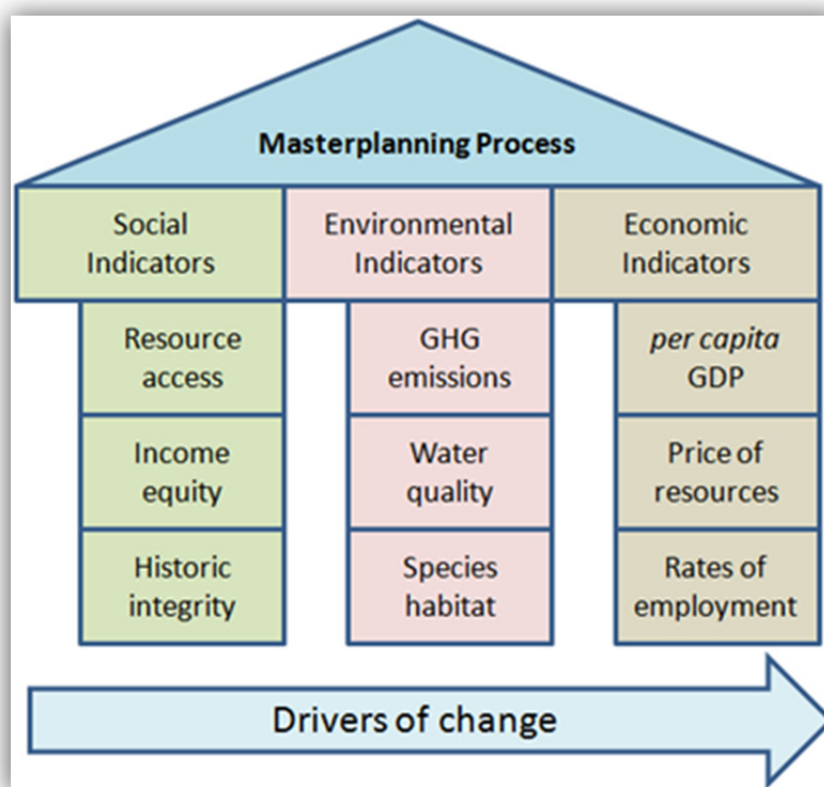 Masterplanning Process
Social
Indicators
Environmental
Indicators
Economic
Indicators
Resource
access
GHG
emissions
per capita
GDP
Income
equity
Water
quality
Price of
resources
Historic
integrity
Species
habitat
Rates of
employment
Drivers of change